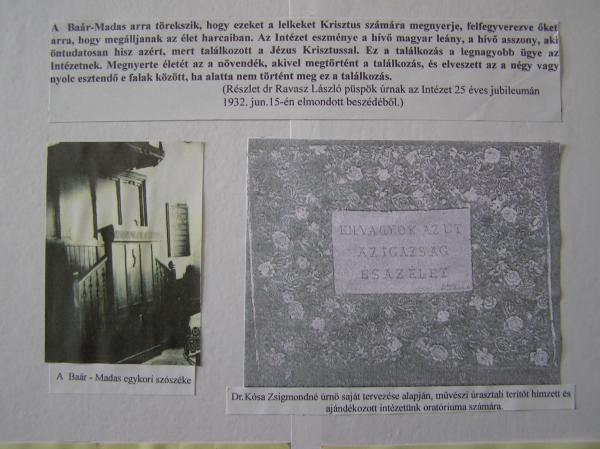 A Baár-Madas arra törekszik, hogy ezeket a lelkeket Krisztus számára megnyerje, felfegyverezve őket
arra, hogy megálljanak az élet harcaiban. Az Intézet eszménye a hívő magyar leány, a hívő asszony, aki
öntudatosan hisz azért, mert találkozott a Jézus Krisztussal. Ez a találkozás a legnagyobb ügye az
Intézetnek. Megnyerte életét az a növendék, akivel megtörtént a találkozás, és elveszett az a négy vagy
nyolc esztendő e falak között, ha alatta nem történt meg ez a találkozás.
(Részlet dr Ravasz László püspök úrnak az Intézet 25 éves jubileumán
1932. jun.15-én elmondott beszédéből.)
ÉN VAGYOK AZ ÚT
AZ IGAZSÁG
ÉS AZ ÉLET
A Baár - Madas egykori szószéke
Dr. Kósa Zsigmondné úrnő saját tervezése alapján, művészi úrasztali terítőt hímzett és
ajándékozott intézetünk oratóriuma számára.